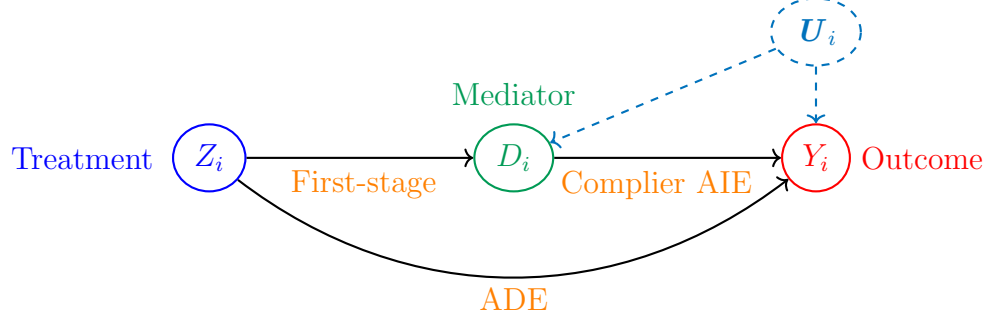 U_i
Mediator
Treatment
Z_i
D_i
Y_i
Outcome
First-stage
Complier AIE
ADE